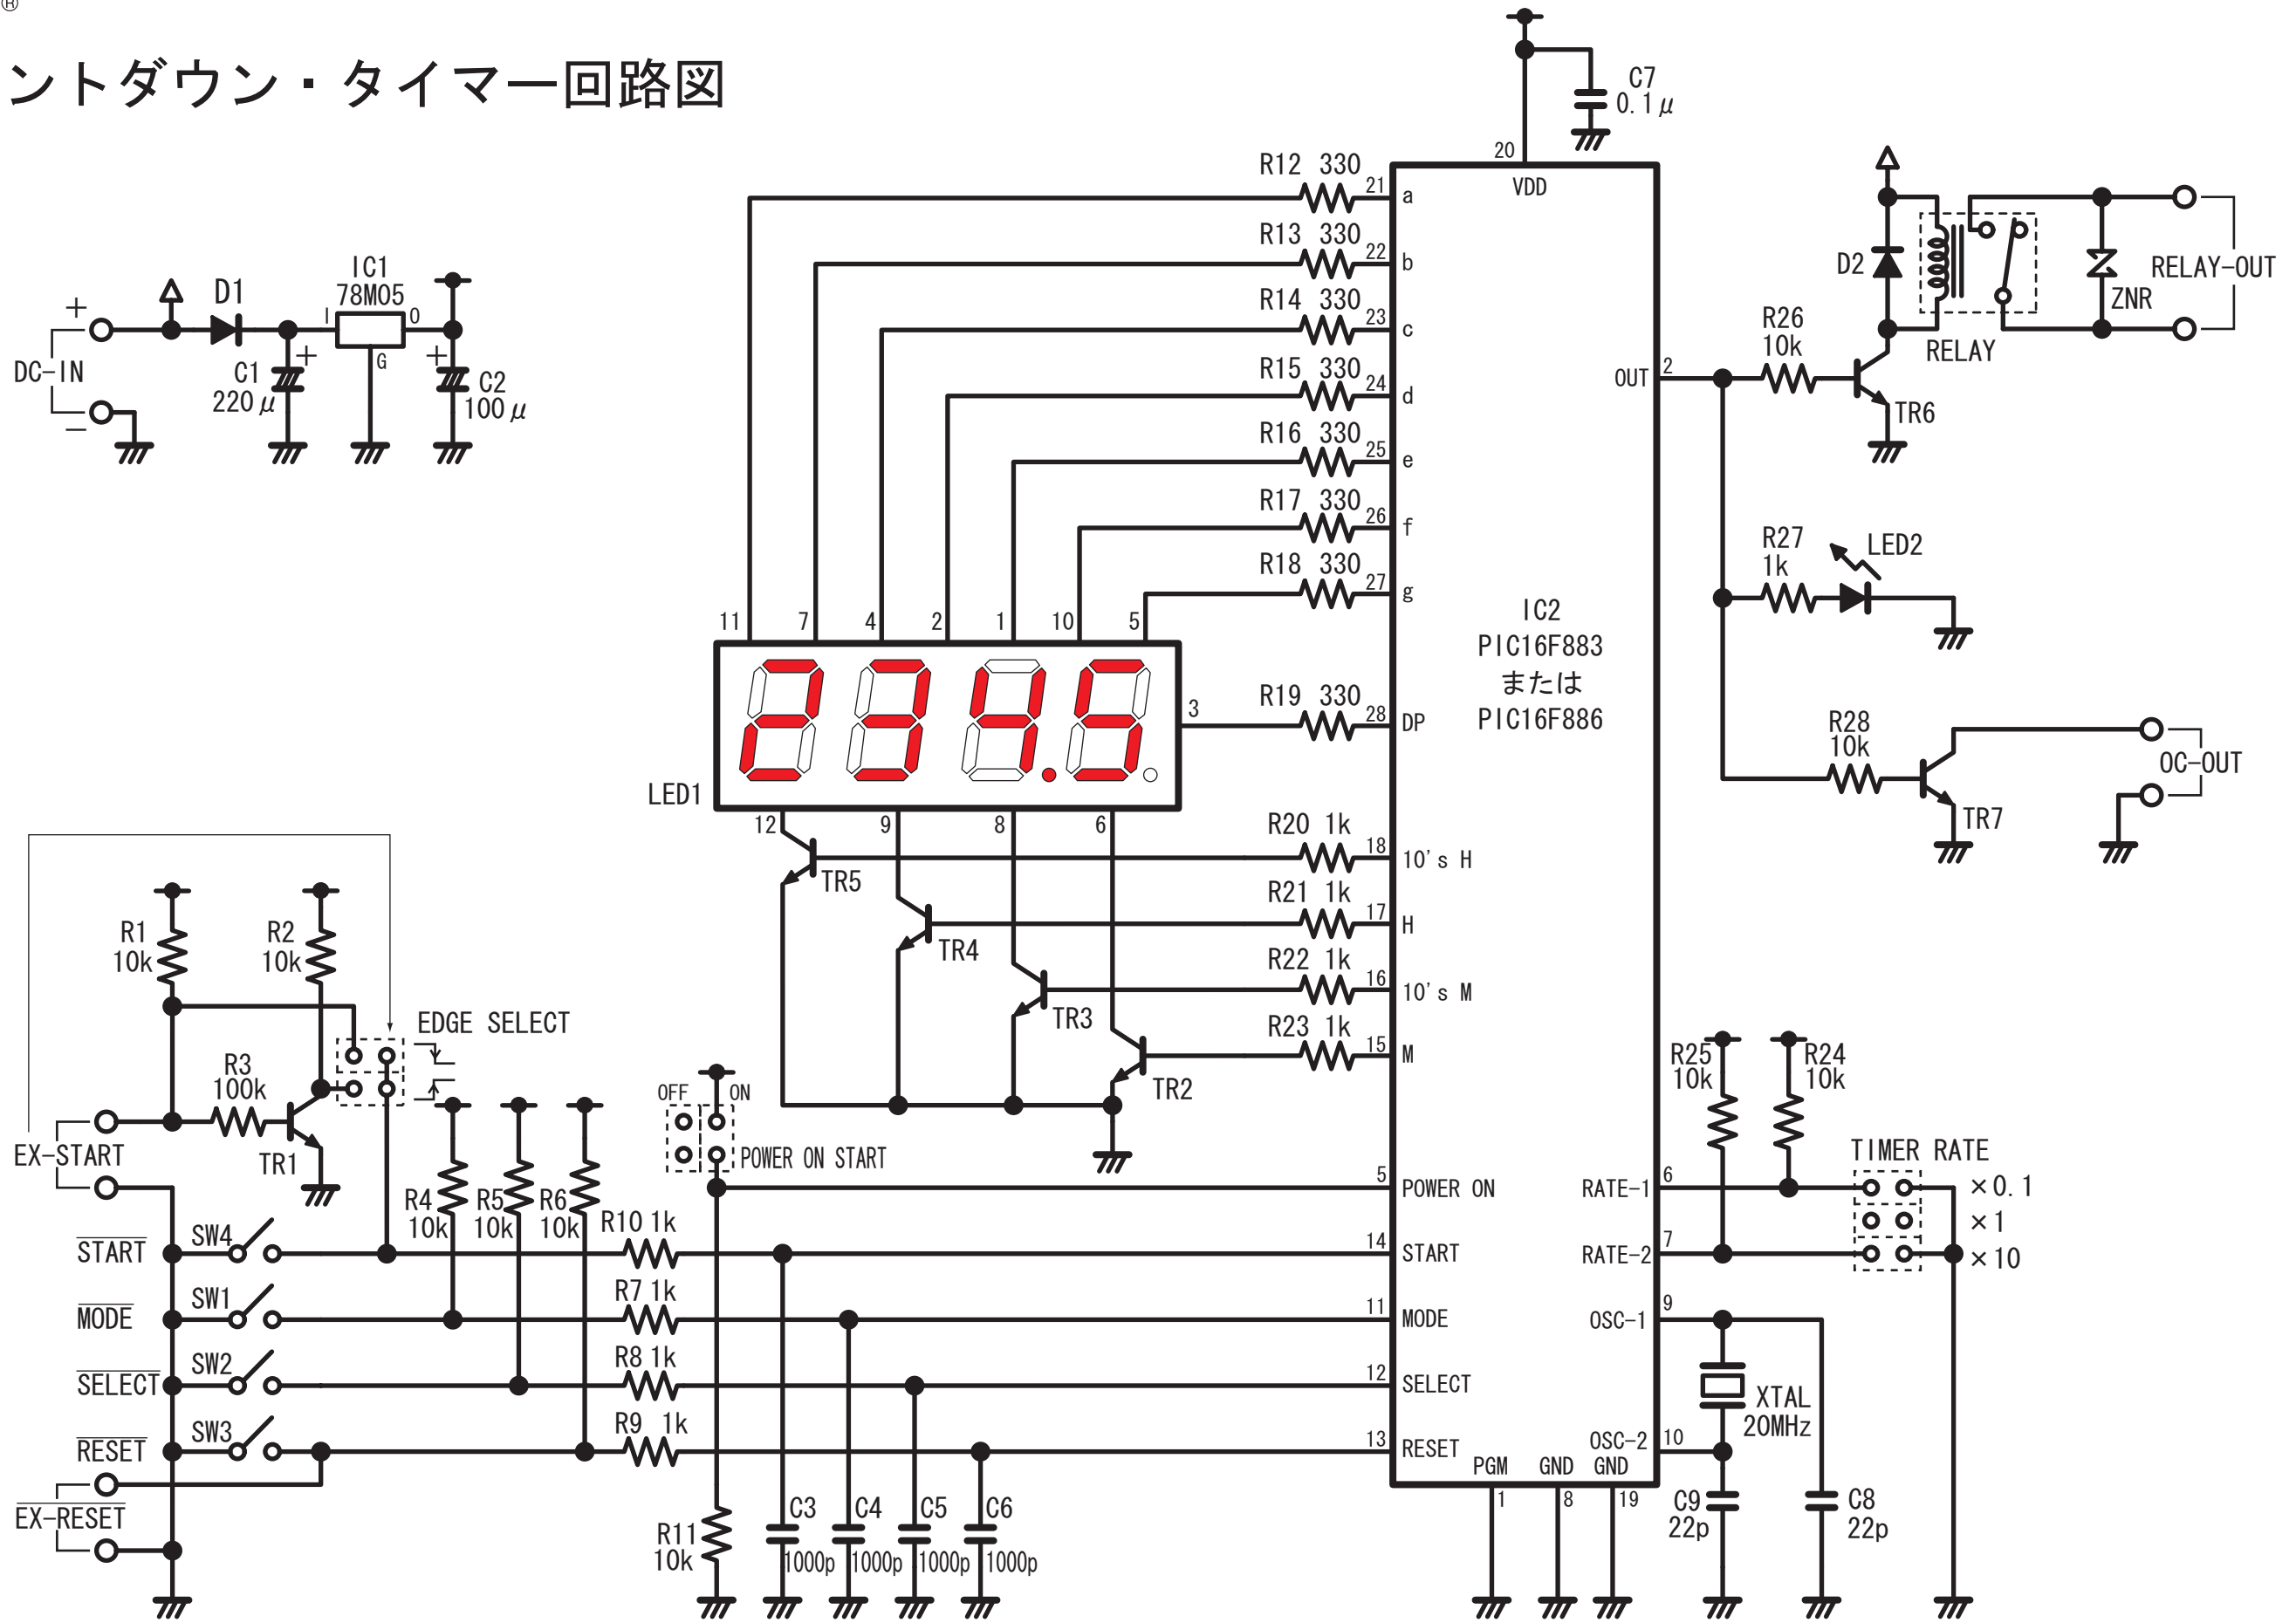 ®
ントダウン・タイマー回路図
C7
0.1μ
20
VDD
R12 330
21
a
R13 330
22
b
R14 330
23
c
R15 330
24
d
R16 330
25
e
R17 330
26
f
R18 330
27
g
R19 330
28
DP
3
11
7
4
2
1
10
5
LED1
12
9
8
6
IC1
78M05
I
O
G
D1
+
DC-IN
−
+
C1
220μ
+
C2
100μ
IC2
PIC16F883
または
PIC16F886
OUT
2
R26
10k
TR6
D2
RELAY
ZNR
RELAY-OUT
R27
1k
LED2
R28
10k
TR7
OC-OUT
R20 1k
18
10's H
TR5
R21 1k
17
H
TR4
R22 1k
16
10's M
TR3
R23 1k
15
M
TR2
R1
10k
R2
10k
EDGE SELECT
R3
100k
TR1
EX-START
OFF
ON
POWER ON START
5
POWER ON
R4
10k
R5
10k
R6
10k
START
SW4
R10 1k
14
START
MODE
SW1
R7 1k
11
MODE
SELECT
SW2
R8 1k
12
SELECT
RESET
SW3
R9 1k
13
RESET
EX-RESET
R11
10k
C3
1000p
C4
1000p
C5
1000p
C6
1000p
R25
10k
R24
10k
TIMER RATE
RATE-1
6
×0.1
×1
RATE-2
7
×10
OSC-1
9
XTAL
20MHz
OSC-2
10
PGM
GND
GND
1
8
19
C9
22p
C8
22p